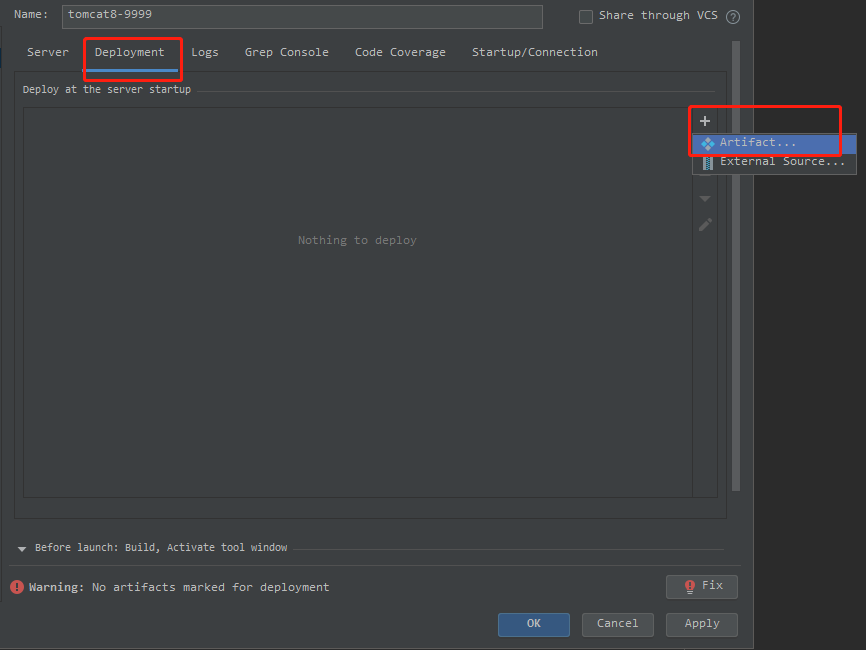 Name: tomcat8-9999 Share through VCS ?
Server Deployment Logs Grep Console Code Coverage Startup/Connection
Deploy at the server startup
+
Artifact...
External Source...
Nothing to deploy
Before launch: Build, Activate tool window
Warning: No artifacts marked for deployment Fix
OK Cancel Apply